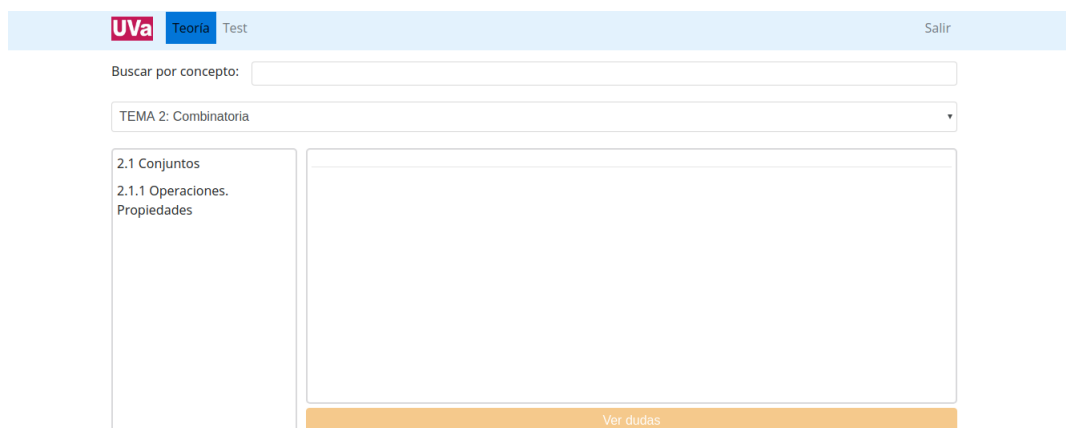 UVa Teoría Test Salir
Buscar por concepto:
TEMA 2: Combinatoria
2.1 Conjuntos
2.1.1 Operaciones.
Propiedades
Ver dudas